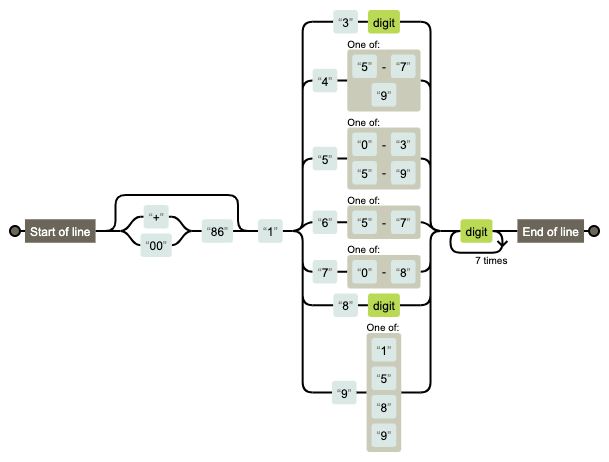 “3” digit
One of:
“4” “5” - “7”
“9”
One of:
“5” “0” - “3”
“5” - “9”
One of:
“6” “5” - “7”
Start of line “+” “00” “86” “1” digit End of line
7 times
One of:
“7” “0” - “8”
“8” digit
One of:
“9” “1”
“5”
“8”
“9”